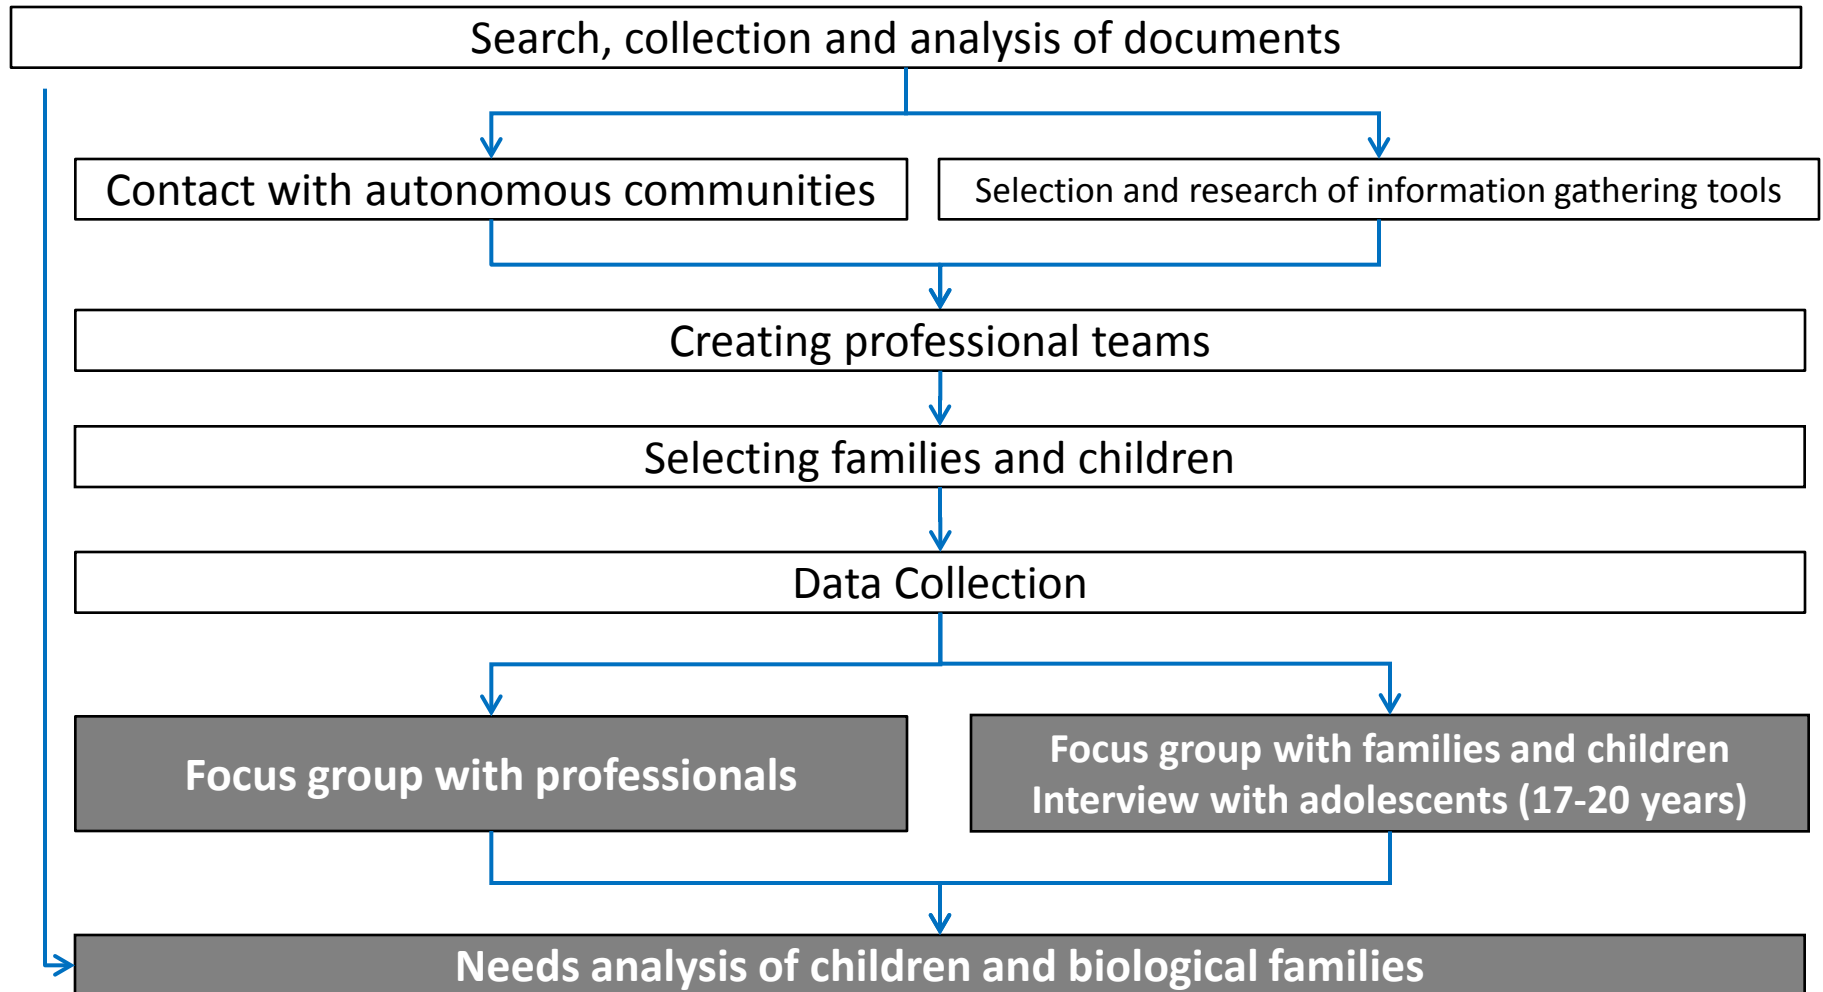 Search, collection and analysis of documents
Contact with autonomous communities
Selection and research of information gathering tools
Creating professional teams
Selecting families and children
Data Collection
Focus group with professionals
Focus group with families and children
Interview with adolescents (17-20 years)
Needs analysis of children and biological families